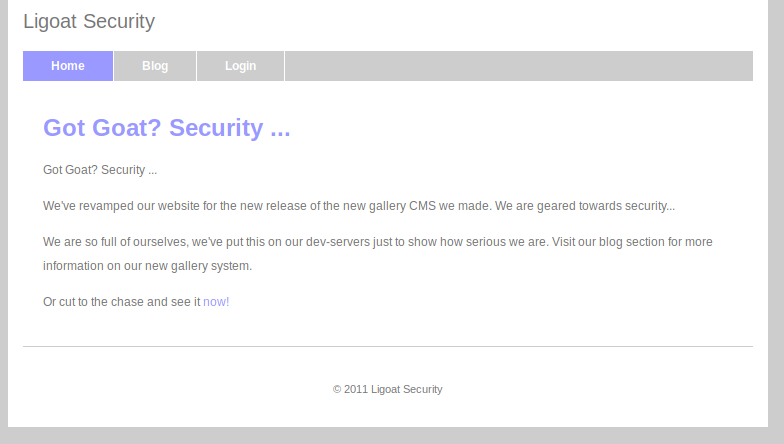 Ligoat Security
Home Blog Login
Got Goat? Security ...
Got Goat? Security ...
We've revamped our website for the new release of the new gallery CMS we made. We are geared towards security...
We are so full of ourselves, we've put this on our dev-servers just to show how serious we are. Visit our blog section for more
information on our new gallery system.
Or cut to the chase and see it now!
© 2011 Ligoat Security